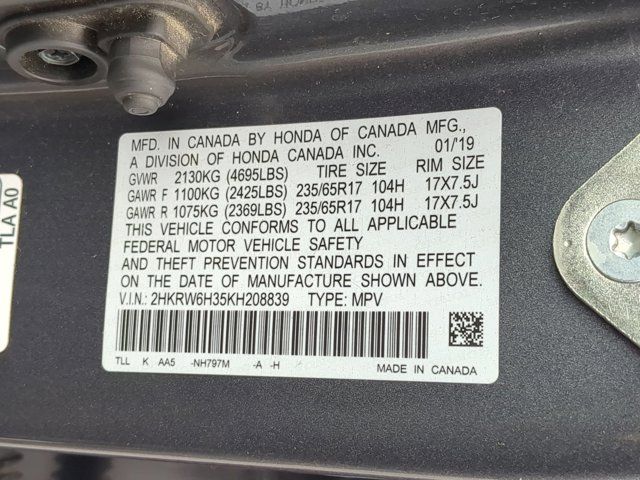 MFD. IN CANADA BY HONDA OF CANADA MFG.,
A DIVISION OF HONDA CANADA INC. 01/'19
GVWR 2130KG (4695LBS) TIRE SIZE RIM SIZE
GAWR F 1100KG (2425LBS) 235/65R17 104H 17X7.5J
GAWR R 1075KG (2369LBS) 235/65R17 104H 17X7.5J
THIS VEHICLE CONFORMS TO ALL APPLICABLE
FEDERAL MOTOR VEHICLE SAFETY
AND THEFT PREVENTION STANDARDS IN EFFECT
ON THE DATE OF MANUFACTURE SHOWN ABOVE.
V.I.N.: 2HKRW6H35KH208839 TYPE: MPV
TLL K AA5 -NH797M -A -H MADE IN CANADA
TLA A0